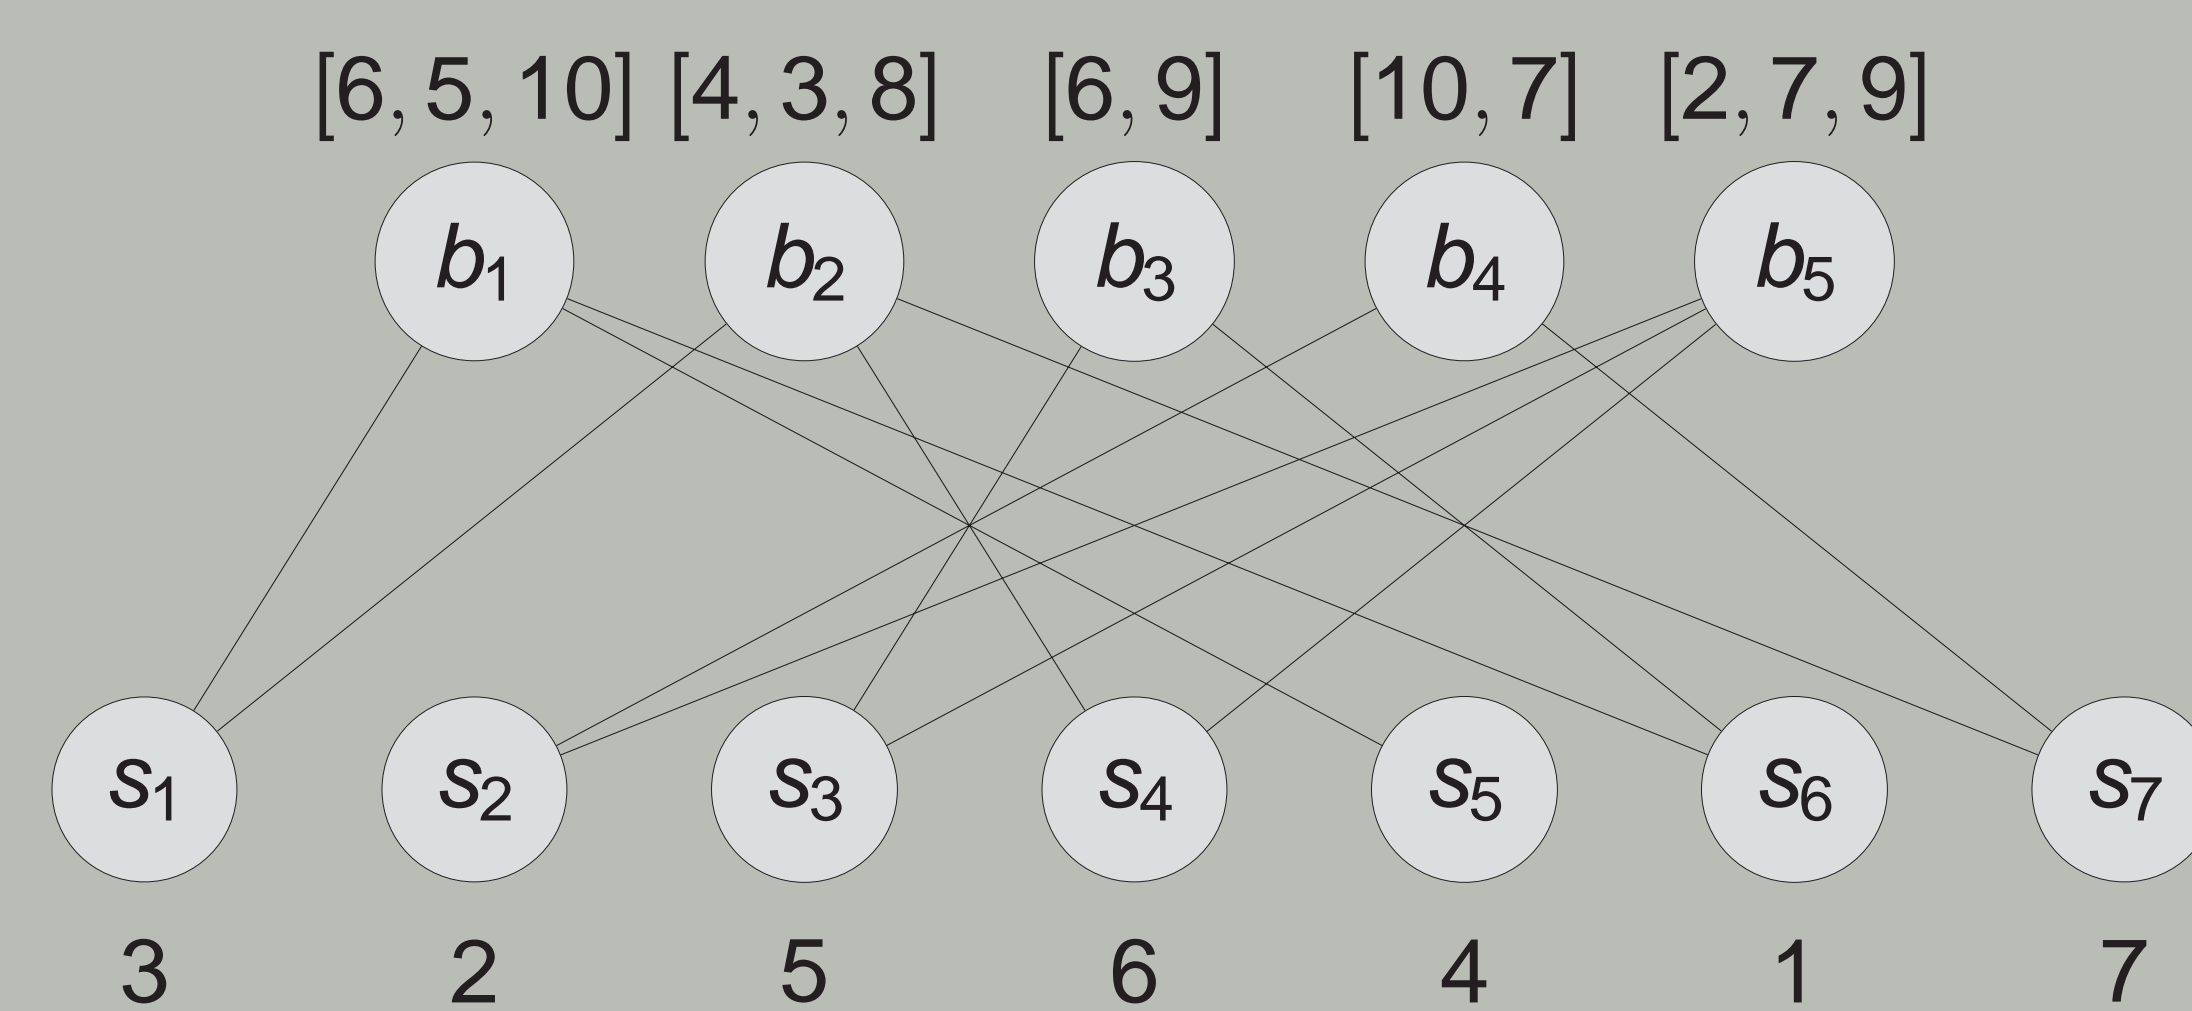 [6, 5, 10] [4, 3, 8] [6, 9] [10, 7] [2, 7, 9]
b1 b2 b3 b4 b5
s1 s2 s3 s4 s5 s6 s7
3 2 5 6 4 1 7